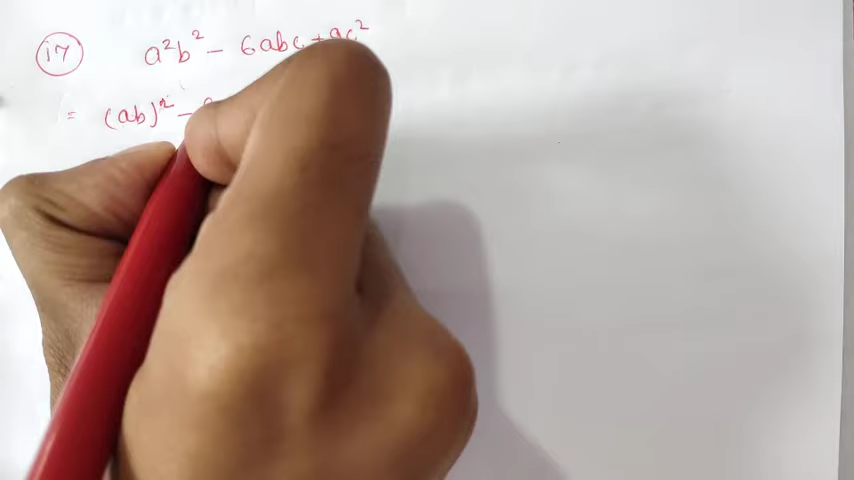 17 a²b² - 6abc + 9c²
= (ab)² -